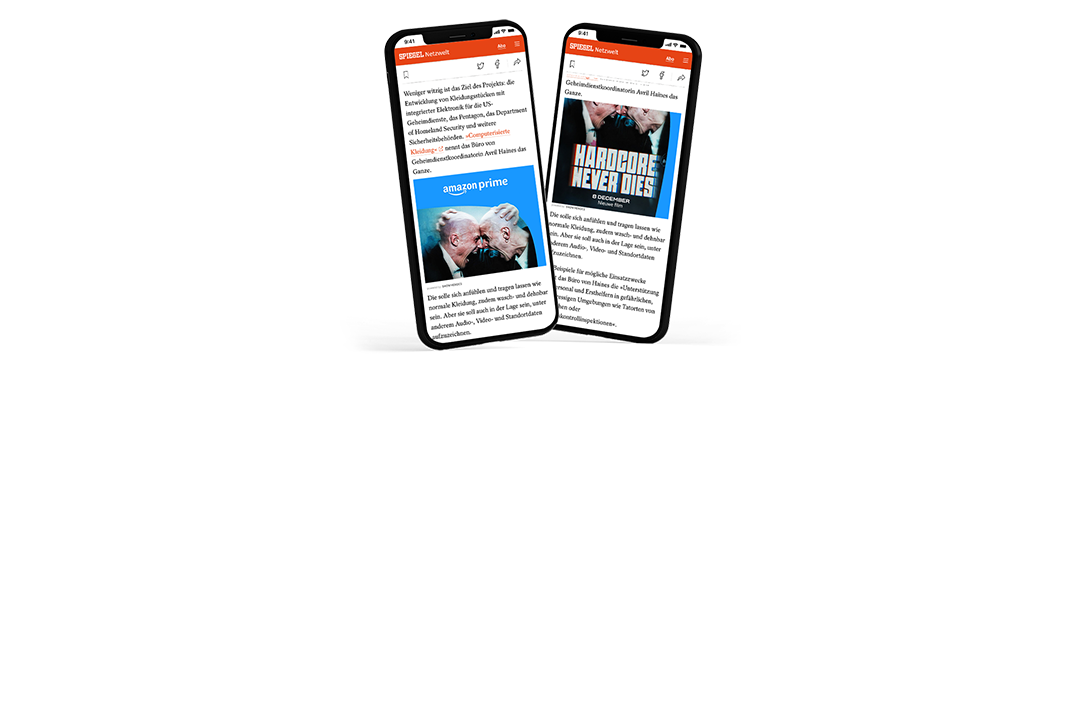 9:41
SPIEGEL Netzwelt
Abo
Weniger witzig ist das Ziel des Projekts: die
Entwicklung von Kleidungsstücken mit
integrierter Elektronik für die US-
Geheimdienste, das Pentagon, das Department
of Homeland Security und weitere
Sicherheitsbehörden. »Computerisierte
Kleidung« nennt das Büro von
Geheimdienstkoordinatorin Avril Haines das
Ganze.
amazon prime
Die solle sich anfühlen und tragen lassen wie
normale Kleidung, zudem wasch- und dehnbar
sein. Aber sie soll auch in der Lage sein, unter
anderem Audio-, Video- und Standortdaten
aufzuzeichnen.
9:41
SPIEGEL Netzwelt
Abo
Geheimdienstkoordinatorin Avril Haines das
Ganze.
HARDCORE
NEVER DIES
8 DECEMBER
Nieuwe film
Die solle sich anfühlen und tragen lassen wie
normale Kleidung, zudem wasch- und dehnbar
sein. Aber sie soll auch in der Lage sein, unter
anderem Audio-, Video- und Standortdaten
zeichnen.
Beispiele für mögliche Einsatzzwecke
das Büro von Haines die »Unterstützung
ersonal und Ersthelfern in gefährlichen,
essigen Umgebungen wie Tatorten von
hen oder
kontrollinspektionen«.